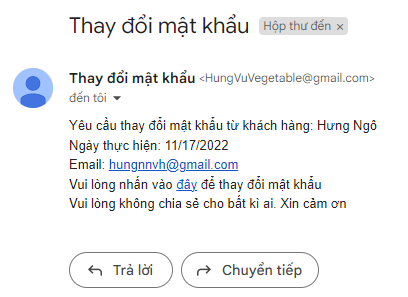 Thay đổi mật khẩu Hộp thư đến ×
Thay đổi mật khẩu <HungVuVegetable@gmail.com>
đến tôi
Yêu cầu thay đổi mật khẩu từ khách hàng: Hưng Ngô
Ngày thực hiện: 11/17/2022
Email: hungnnvh@gmail.com
Vui lòng nhấn vào đây để thay đổi mật khẩu
Vui lòng không chia sẻ cho bất kì ai. Xin cảm ơn
Trả lời Chuyển tiếp